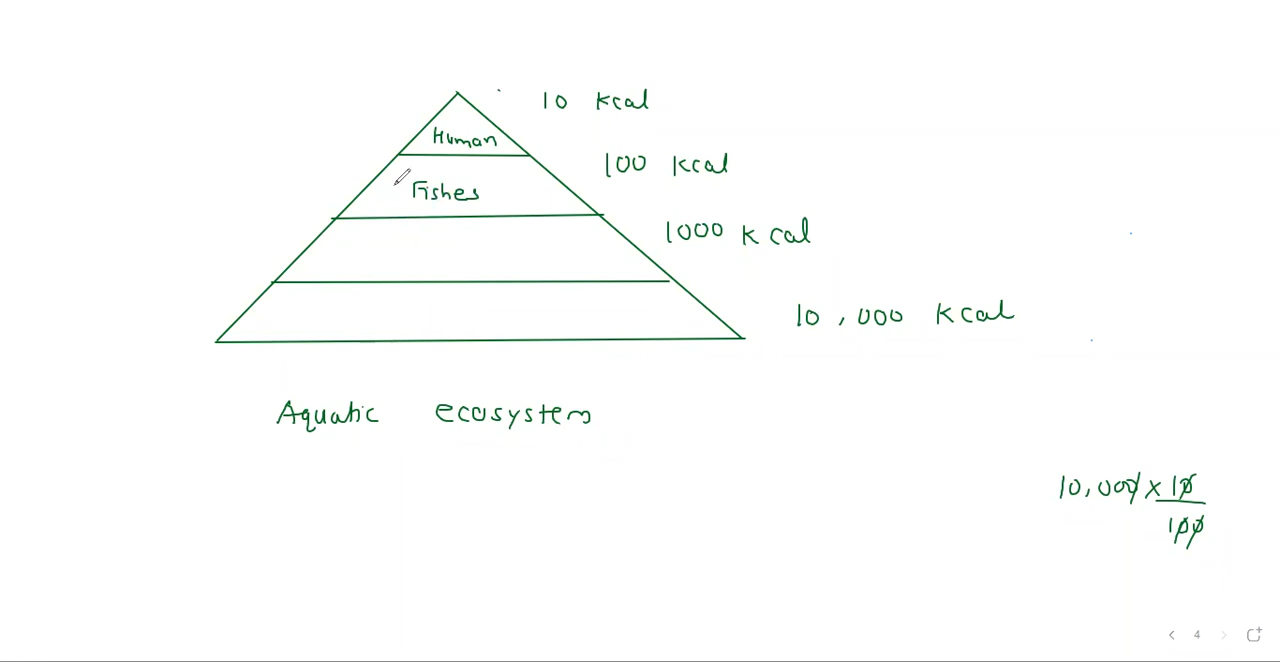 10 kcal
Human
100 kcal
Fishes
1000 kcal
10,000 kcal
Aquatic ecosystem
10,000 x 10
100
4